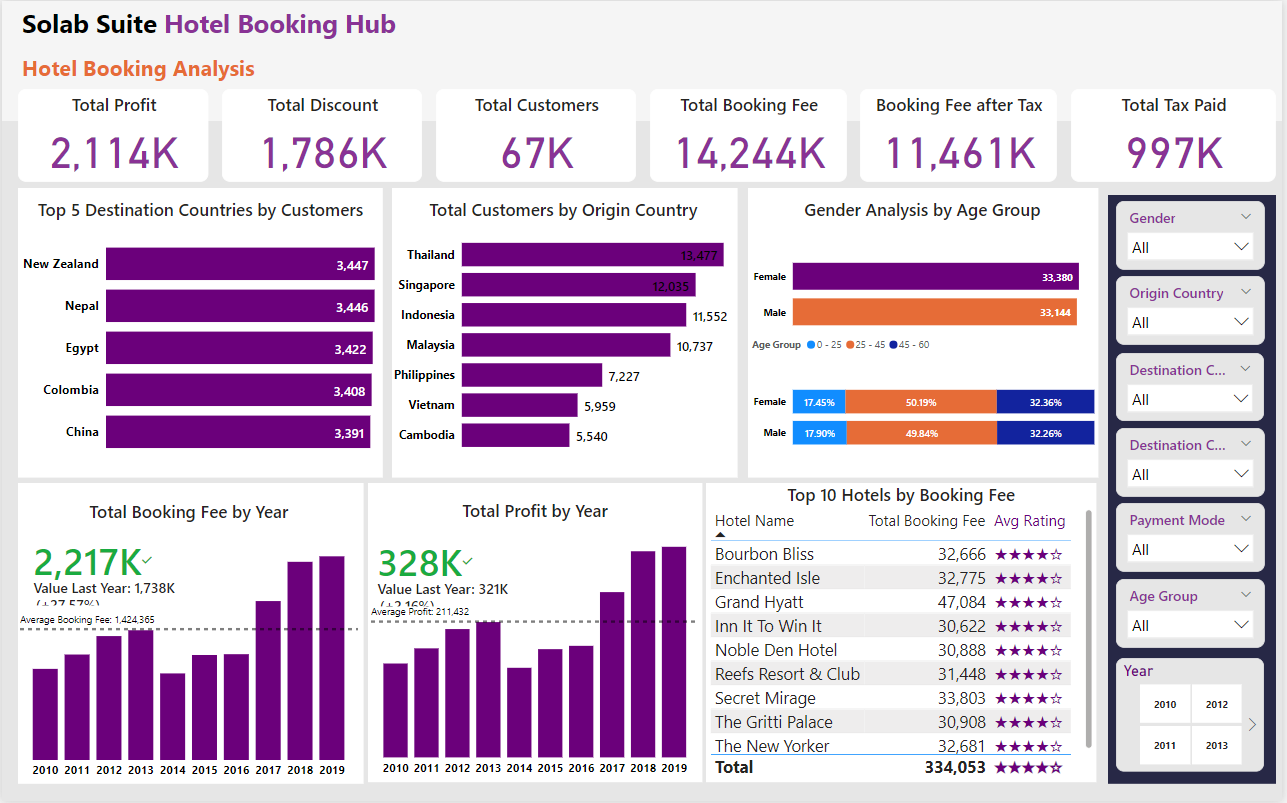 Solab Suite Hotel Booking Hub
Hotel Booking Analysis
Total Profit
2,114K
Total Discount
1,786K
Total Customers
67K
Total Booking Fee
14,244K
Booking Fee after Tax
11,461K
Total Tax Paid
997K
Top 5 Destination Countries by Customers
New Zealand 3,447
Nepal 3,446
Egypt 3,422
Colombia 3,408
China 3,391
Total Customers by Origin Country
Thailand 13,477
Singapore 12,035
Indonesia 11,552
Malaysia 10,737
Philippines 7,227
Vietnam 5,959
Cambodia 5,540
Gender Analysis by Age Group
Female 33,380
Male 33,144
Age Group 0 - 25 25 - 45 45 - 60
Female 17.45% 50.19% 32.36%
Male 17.90% 49.84% 32.26%
Gender
All
Origin Country
All
Destination C...
All
Destination C...
All
Payment Mode
All
Age Group
All
Year
2010 2012
2011 2013
Total Booking Fee by Year
2,217K
Value Last Year: 1,738K
(+27.57%)
Average Booking Fee: 1,424,365
2010 2011 2012 2013 2014 2015 2016 2017 2018 2019
Total Profit by Year
328K
Value Last Year: 321K
(+2.16%)
Average Profit: 211,432
2010 2011 2012 2013 2014 2015 2016 2017 2018 2019
Top 10 Hotels by Booking Fee
Hotel Name Total Booking Fee Avg Rating
Bourbon Bliss 32,666 ★★★★☆
Enchanted Isle 32,775 ★★★★☆
Grand Hyatt 47,084 ★★★★☆
Inn It To Win It 30,622 ★★★★☆
Noble Den Hotel 30,888 ★★★★☆
Reefs Resort & Club 31,448 ★★★★☆
Secret Mirage 33,803 ★★★★☆
The Gritti Palace 30,908 ★★★★☆
The New Yorker 32,681 ★★★★☆
Total 334,053 ★★★★☆